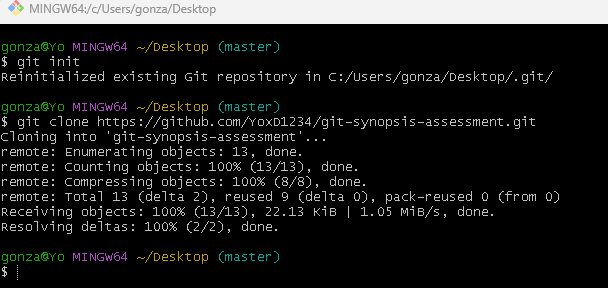 MINGW64:/c/Users/gonza/Desktop
gonza@Yo MINGW64 ~/Desktop (master)
$ git init
Reinitialized existing Git repository in C:/Users/gonza/Desktop/.git/
gonza@Yo MINGW64 ~/Desktop (master)
$ git clone https://github.com/YoxD1234/git-synopsis-assessment.git
Cloning into 'git-synopsis-assessment'...
remote: Enumerating objects: 13, done.
remote: Counting objects: 100% (13/13), done.
remote: Compressing objects: 100% (8/8), done.
remote: Total 13 (delta 2), reused 9 (delta 0), pack-reused 0 (from 0)
Receiving objects: 100% (13/13), 22.13 KiB | 1.05 MiB/s, done.
Resolving deltas: 100% (2/2), done.
gonza@Yo MINGW64 ~/Desktop (master)
$